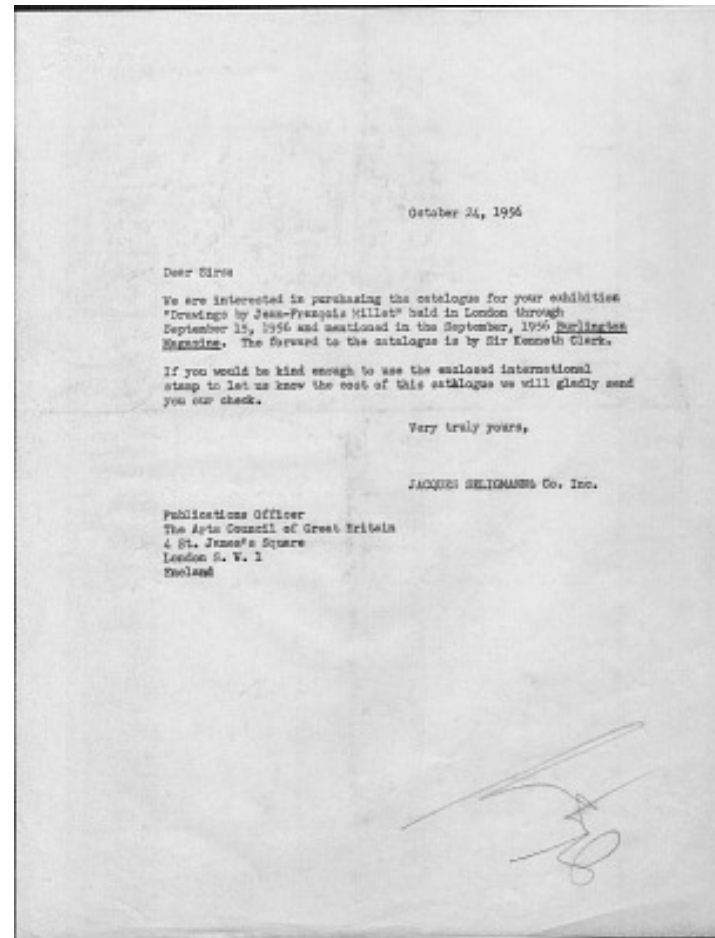 October 24, 1956
Dear Sirs:
We are interested in purchasing the catalogue for your exhibition
"Drawings by Jean-François Millet" held in London through
September 15, 1956 and mentioned in the September, 1956 Burlington
Magazine. The forward to the catalogue is by Sir Kenneth Clark.
If you would be kind enough to use the enclosed international
stamp to let us know the cost of this catalogue we will gladly send
you our check.
Very truly yours,
JACQUES SELIGMANN& Co. Inc.
Publications Officer
The Arts Council of Great Britain
4 St. James's Square
London S. W. 1
England